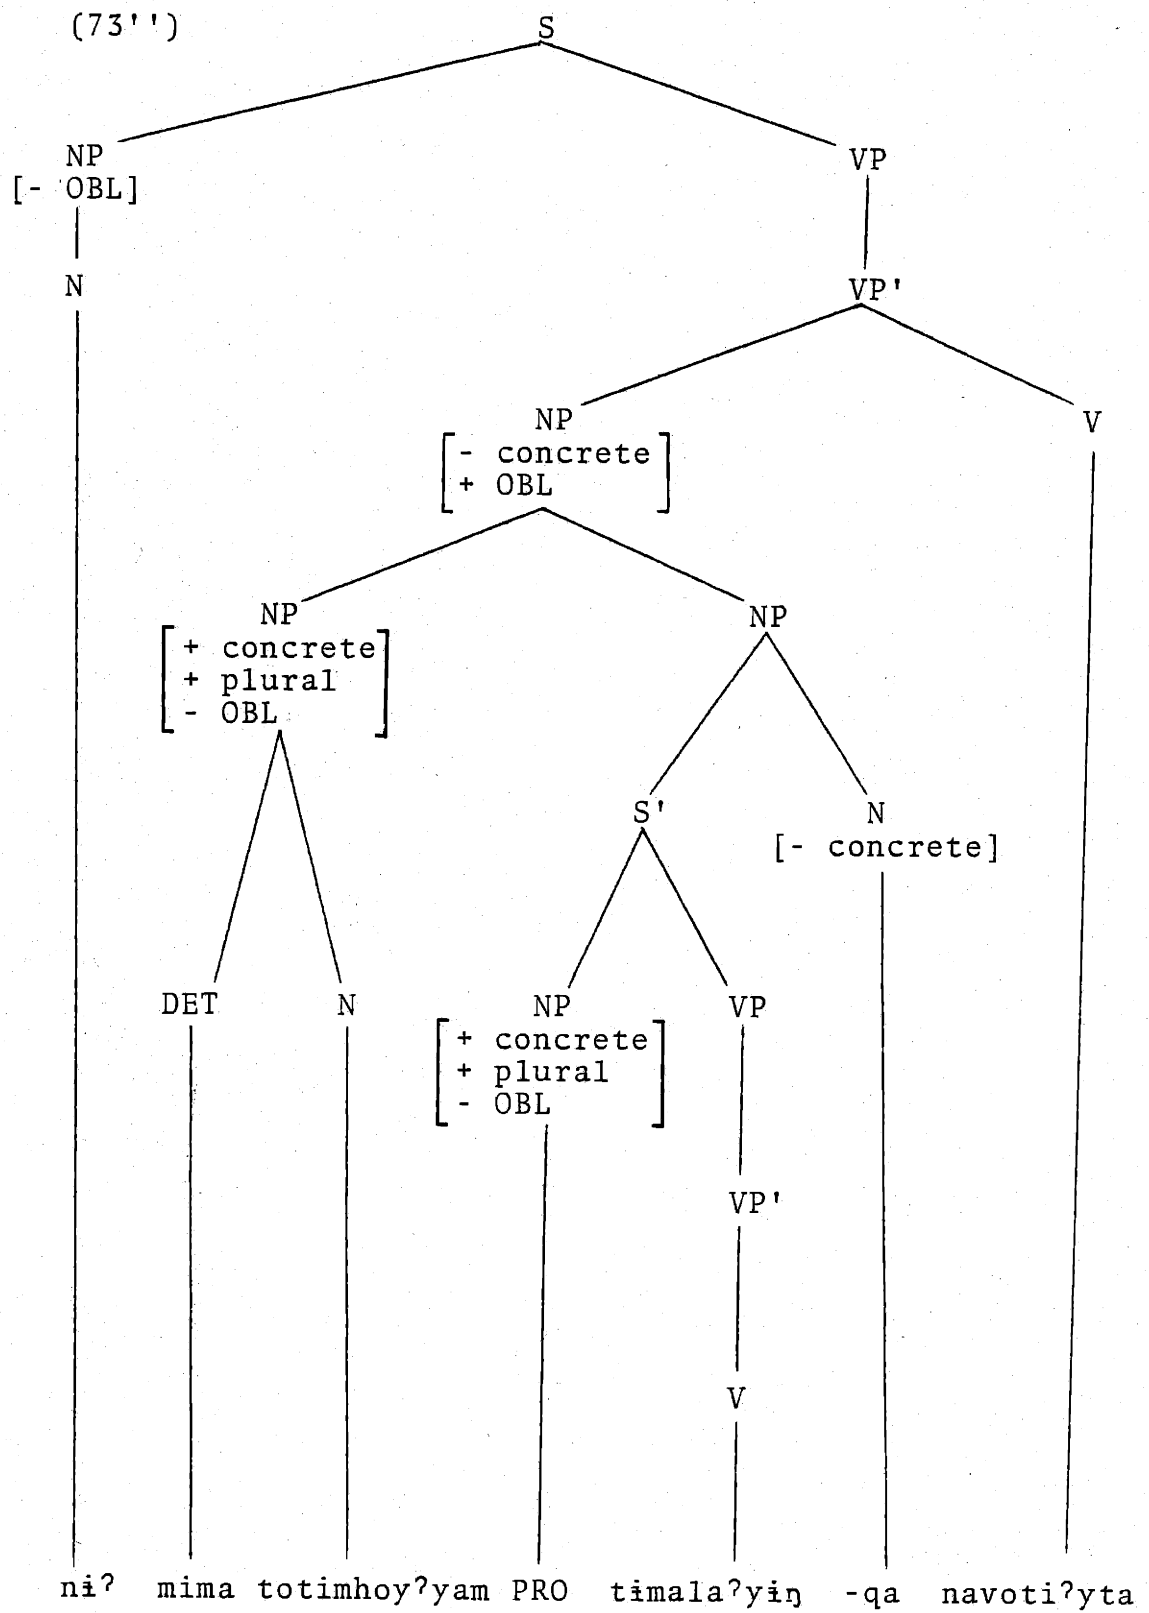 (73'')
S
NP VP
[- OBL]
N VP'
NP V
[- concrete
+ OBL]
NP NP
[+ concrete
+ plural
- OBL]
S' N
[- concrete]
DET N NP VP
[+ concrete
+ plural
- OBL]
VP'
V
nɨʔ mima totimhoyʔyam PRO tɨmalaʔyɨŋ -qa navotiʔyta